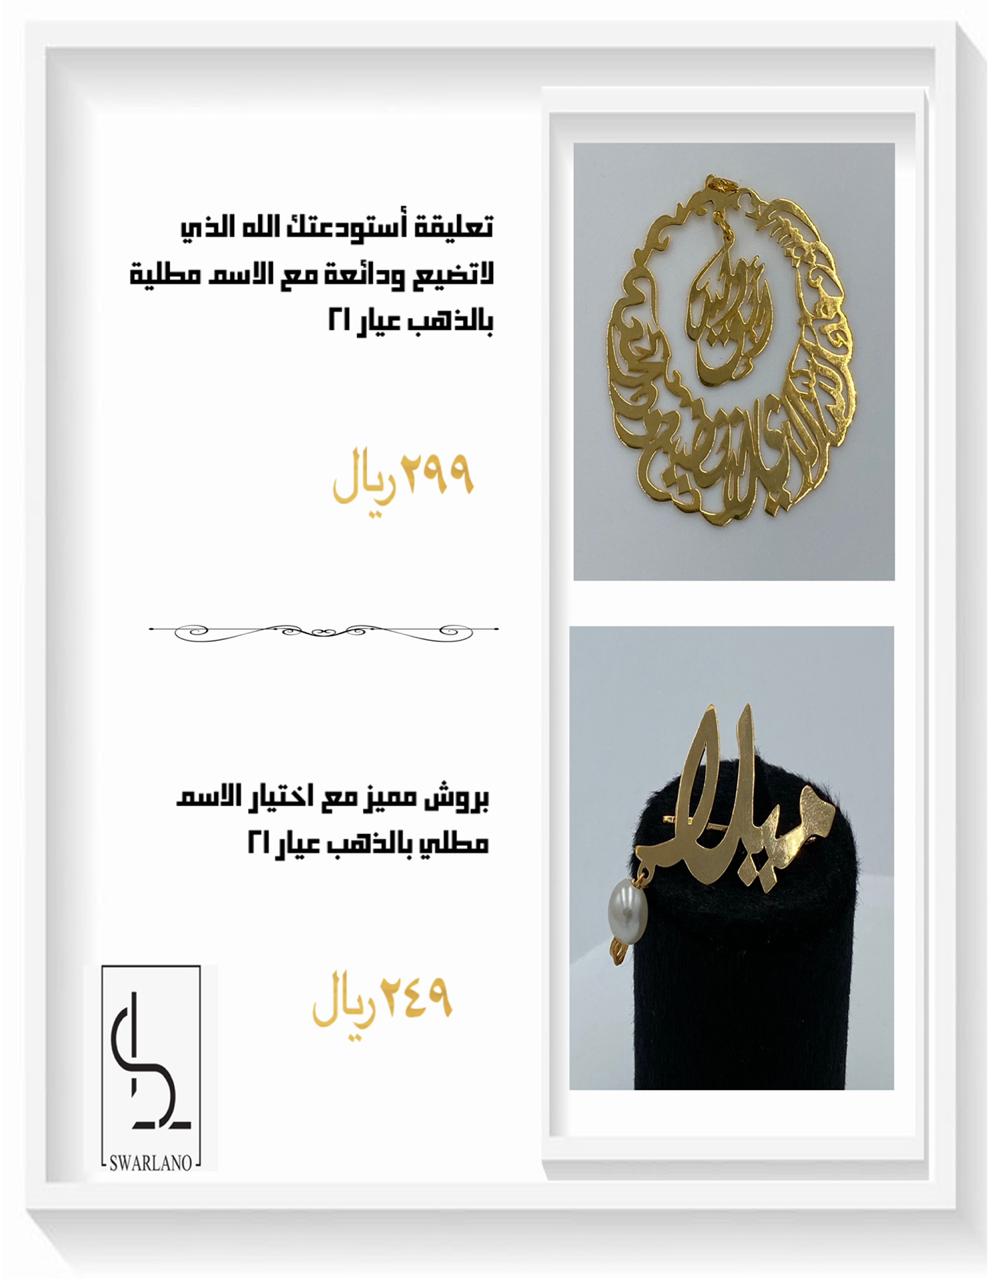 تعليقة أستودعتك الله الذي
لاتضيع ودائعة مع الاسم مطلية
بالذهب عيار ٢١
٢٩٩ ريال
بروش مميز مع اختيار الاسم
مطلي بالذهب عيار ٢١
٢٤٩ ريال
ميلا
SWARLANO